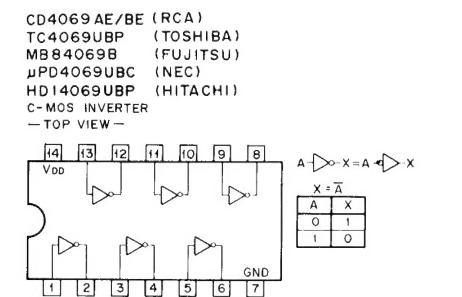 CD4069AE/BE (RCA)
TC4069UBP (TOSHIBA)
MB84069B (FUJITSU)
µPD4069UBC (NEC)
HD14069UBP (HITACHI)
C-MOS INVERTER
—TOP VIEW—
14 13 12 11 10 9 8
VDD
A X = A X
X = A̅
A X
0 1
1 0
GND
1 2 3 4 5 6 7